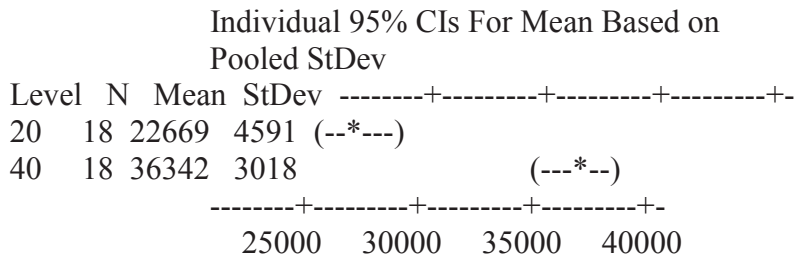 Individual 95% CIs For Mean Based on
Pooled StDev
Level N Mean StDev --------+---------+---------+---------+-
20 18 22669 4591 (--*---)
40 18 36342 3018 (---*--)
--------+---------+---------+---------+-
25000 30000 35000 40000